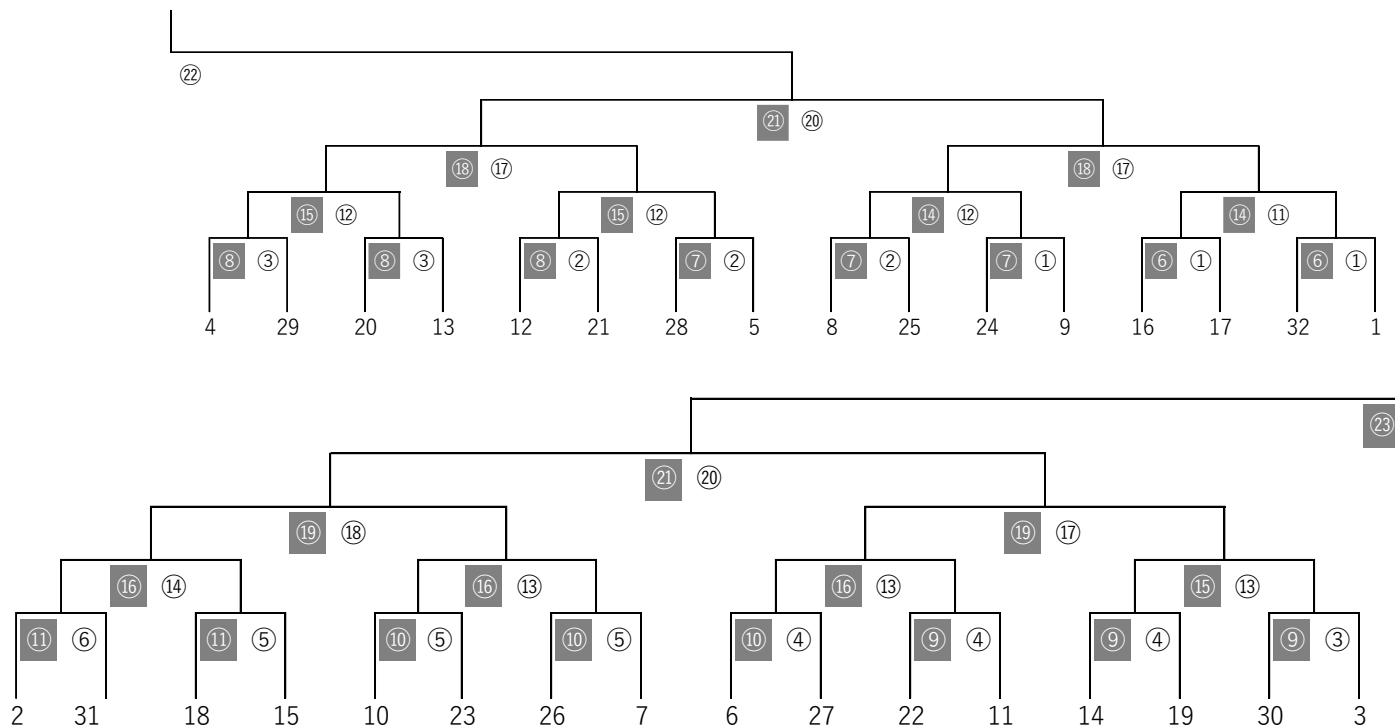 ㉒
㉑ ⑳
⑱ ⑰ ⑱ ⑰
⑮ ⑫ ⑮ ⑫ ⑭ ⑫ ⑭ ⑪
⑧ ③ ⑧ ③ ⑧ ② ⑦ ② ⑦ ② ⑦ ① ⑥ ① ⑥ ①
4 29 20 13 12 21 28 5 8 25 24 9 16 17 32 1
㉓
㉑ ⑳
⑲ ⑱ ⑲ ⑰
⑯ ⑭ ⑯ ⑬ ⑯ ⑬ ⑮ ⑬
⑪ ⑥ ⑪ ⑤ ⑩ ⑤ ⑩ ⑤ ⑩ ④ ⑨ ④ ⑨ ④ ⑨ ③
2 31 18 15 10 23 26 7 6 27 22 11 14 19 30 3